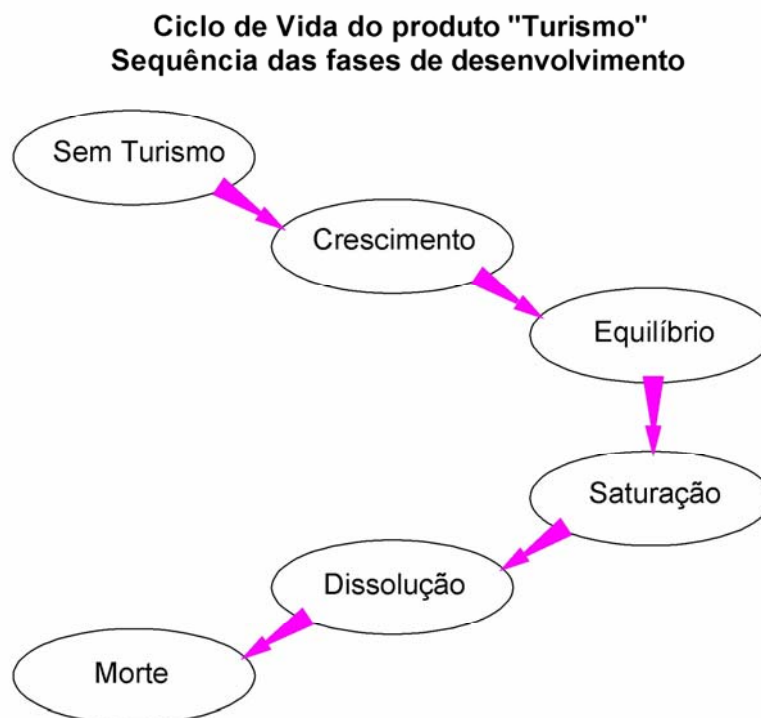 Ciclo de Vida do produto "Turismo"
Sequência das fases de desenvolvimento
Sem Turismo
Crescimento
Equilíbrio
Saturação
Dissolução
Morte